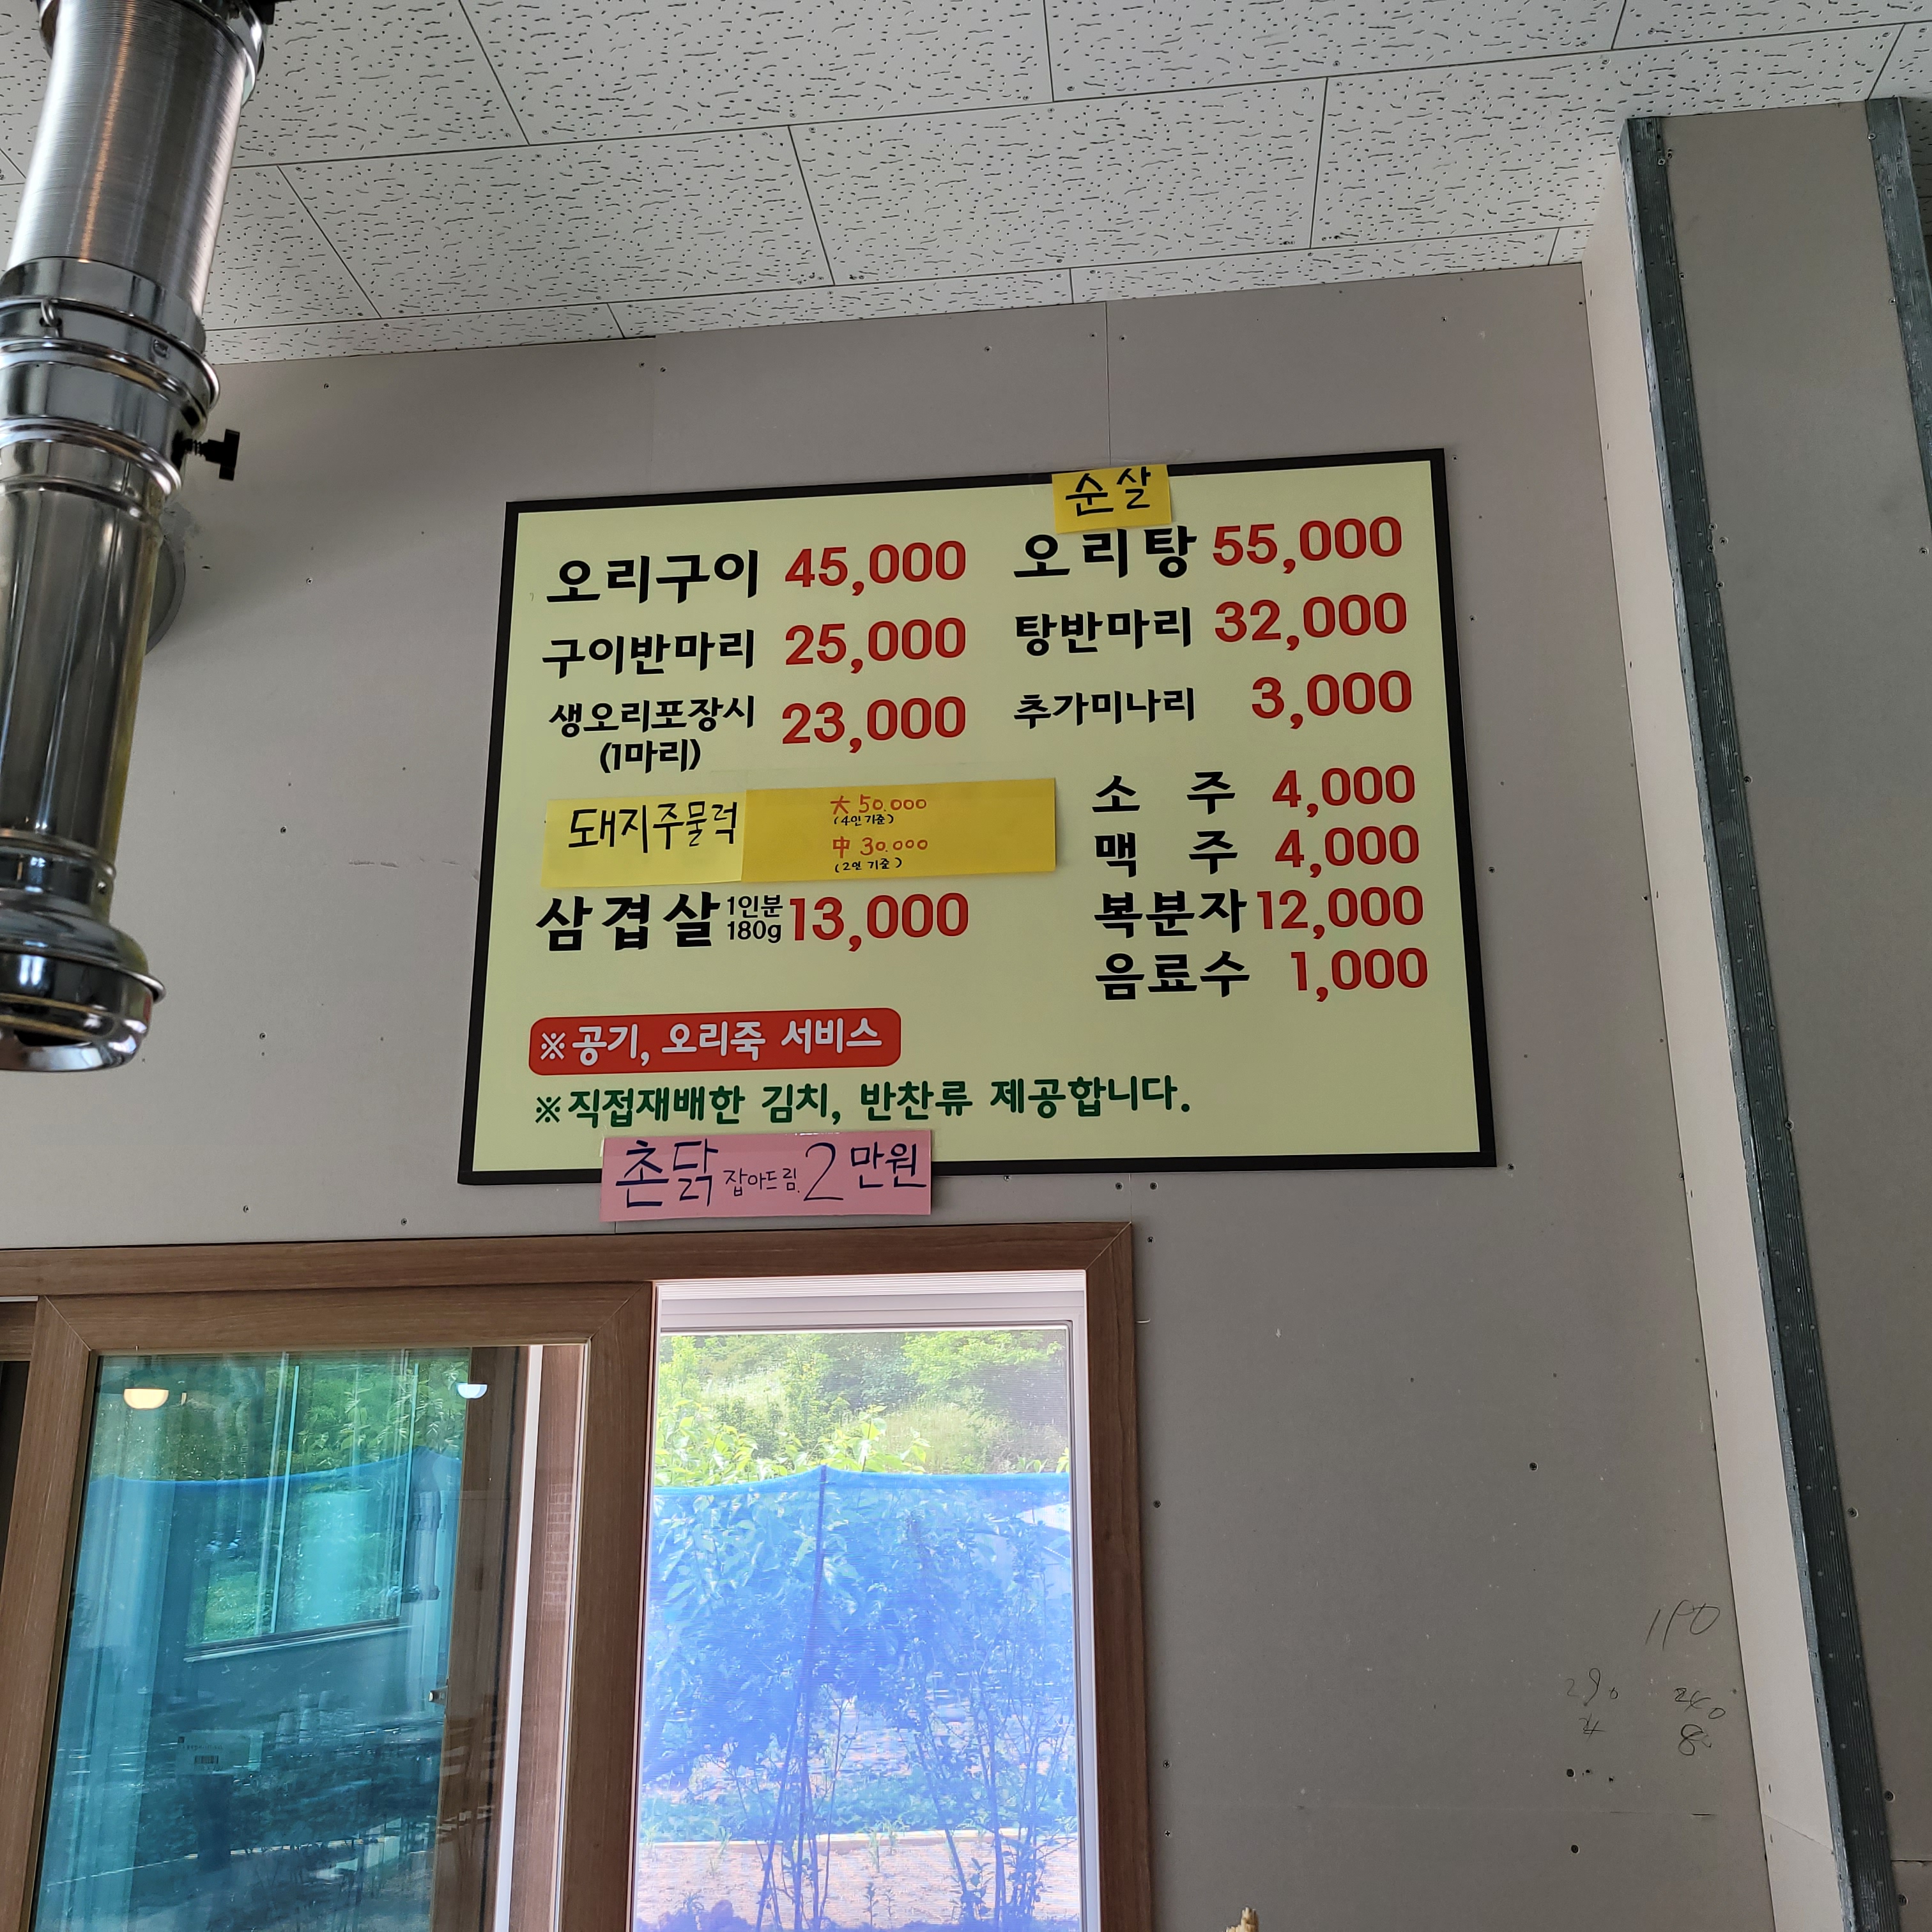 순살
오리구이 45,000
구이반마리 25,000
생오리포장시 23,000
(1마리)
돼지주물럭
大 50.000
(4인 기준)
中 30.000
(2인 기준)
삼겹살 1인분 180g 13,000
오리탕 55,000
탕반마리 32,000
추가미나리 3,000
소주 4,000
맥주 4,000
복분자 12,000
음료수 1,000
※공기, 오리죽 서비스
※직접재배한 김치, 반찬류 제공합니다.
촌닭 잡아드림. 2만원